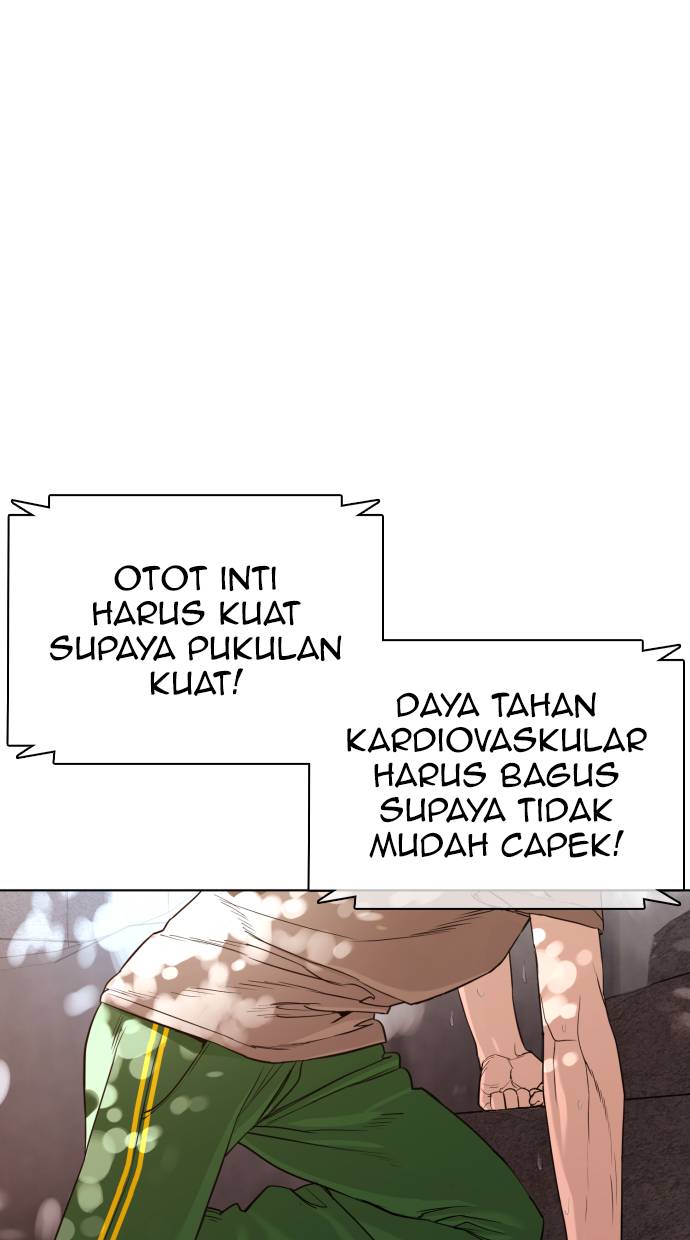 OTOT INTI
HARUS KUAT
SUPAYA PUKULAN
KUAT!
DAYA TAHAN
KARDIOVASKULAR
HARUS BAGUS
SUPAYA TIDAK
MUDAH CAPEK!